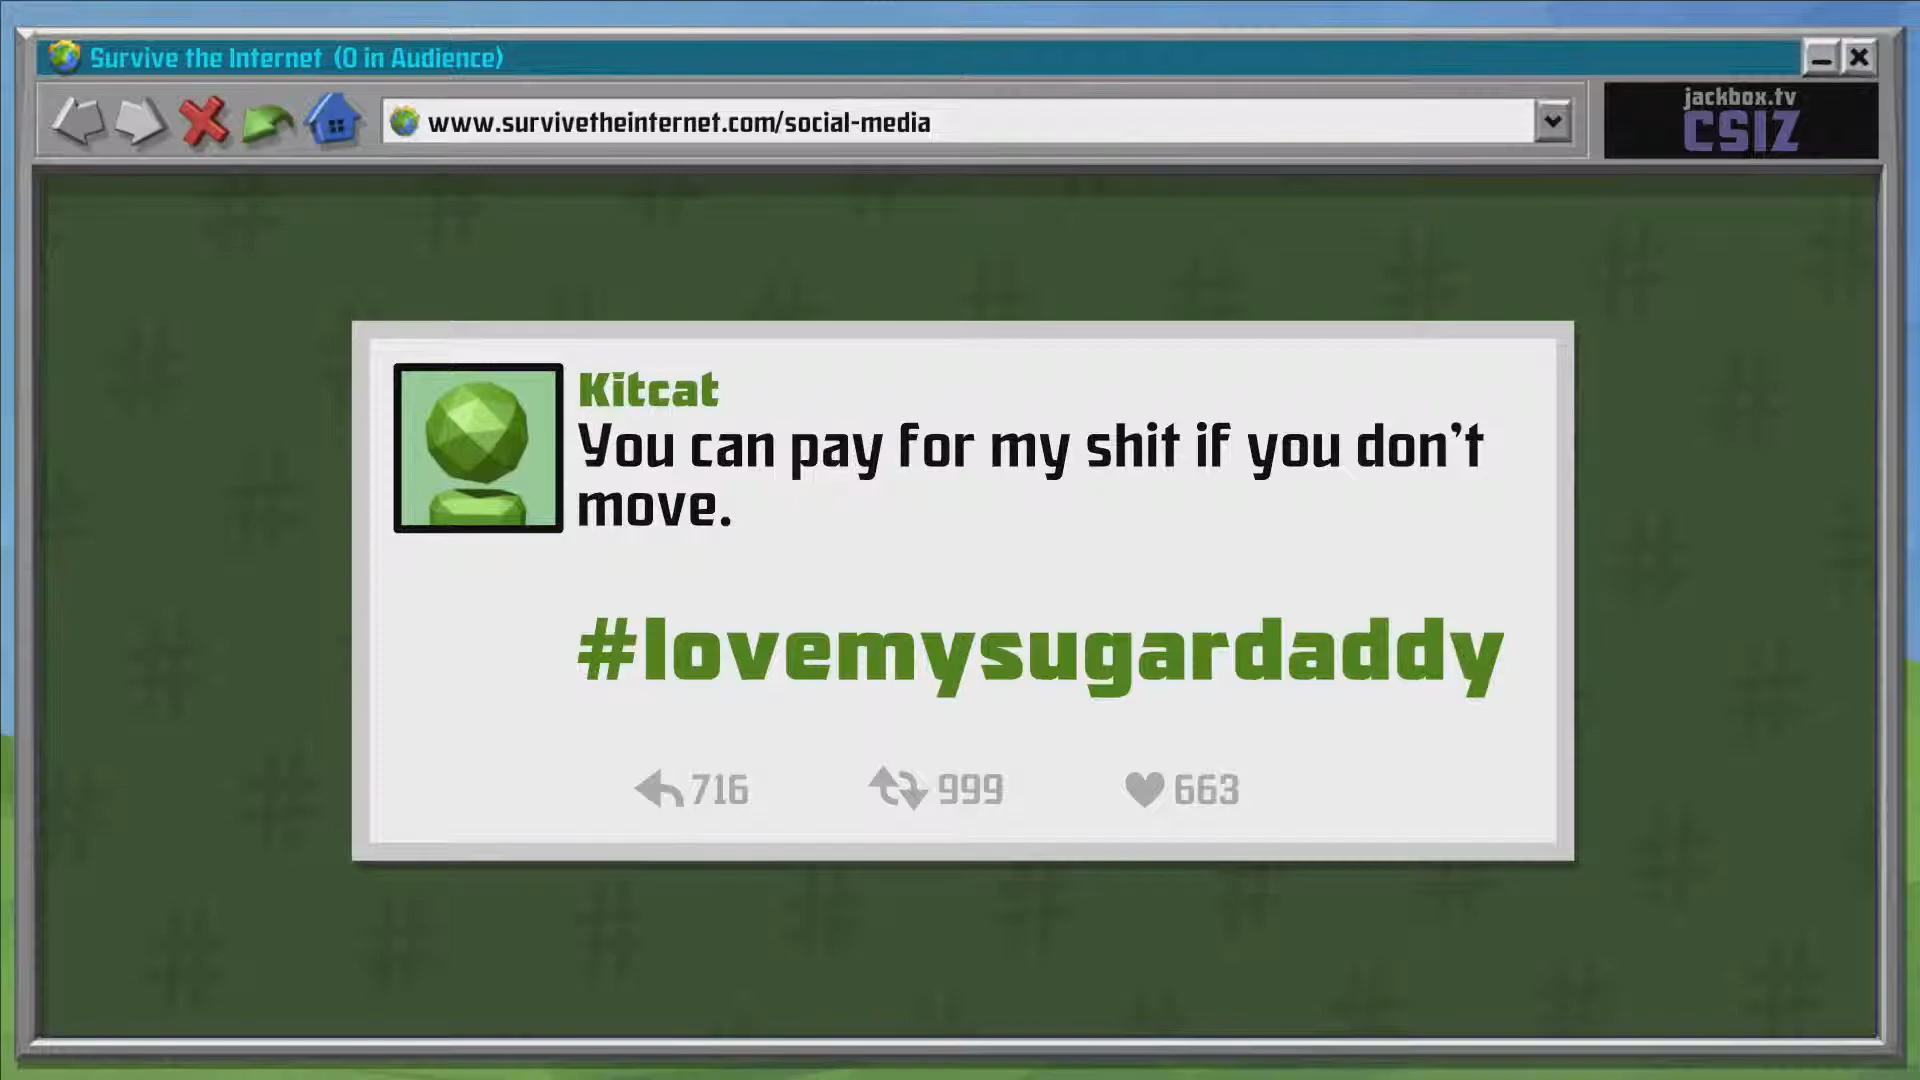 Survive the Internet (0 in Audience)
www.survivetheinternet.com/social-media
jackbox.tv
CSIZ
Kitcat
You can pay for my shit if you don't
move.
#lovemysugardaddy
716 999 663